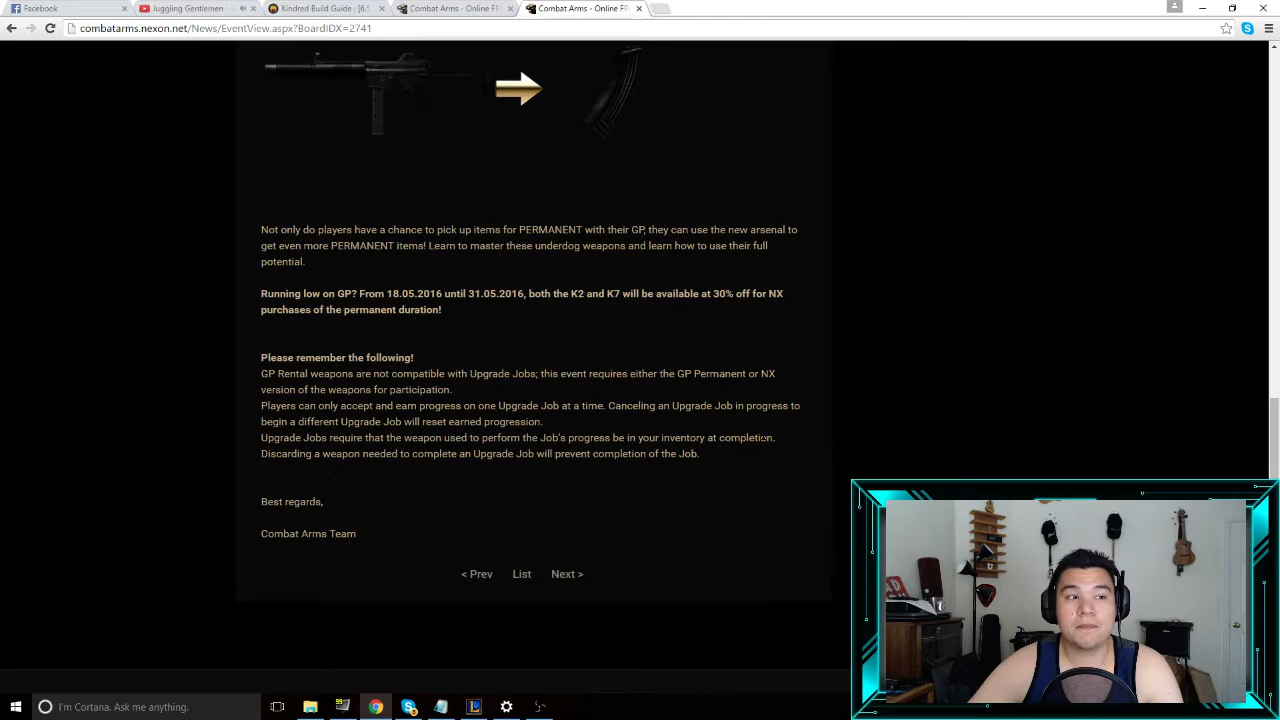 Facebook
Juggling Gentlemen
Kindred Build Guide : [6.5
Combat Arms - Online FP
Combat Arms - Online FP
combatarms.nexon.net/News/EventView.aspx?BoardIDX=2741
Not only do players have a chance to pick up items for PERMANENT with their GP, they can use the new arsenal to
get even more PERMANENT items! Learn to master these underdog weapons and learn how to use their full
potential.
Running low on GP? From 18.05.2016 until 31.05.2016, both the K2 and K7 will be available at 30% off for NX
purchases of the permanent duration!
Please remember the following!
GP Rental weapons are not compatible with Upgrade Jobs; this event requires either the GP Permanent or NX
version of the weapons for participation.
Players can only accept and earn progress on one Upgrade Job at a time. Canceling an Upgrade Job in progress to
begin a different Upgrade Job will reset earned progression.
Upgrade Jobs require that the weapon used to perform the Job's progress be in your inventory at completion.
Discarding a weapon needed to complete an Upgrade Job will prevent completion of the Job.
Best regards,
Combat Arms Team
< Prev List Next >
I'm Cortana. Ask me anything.